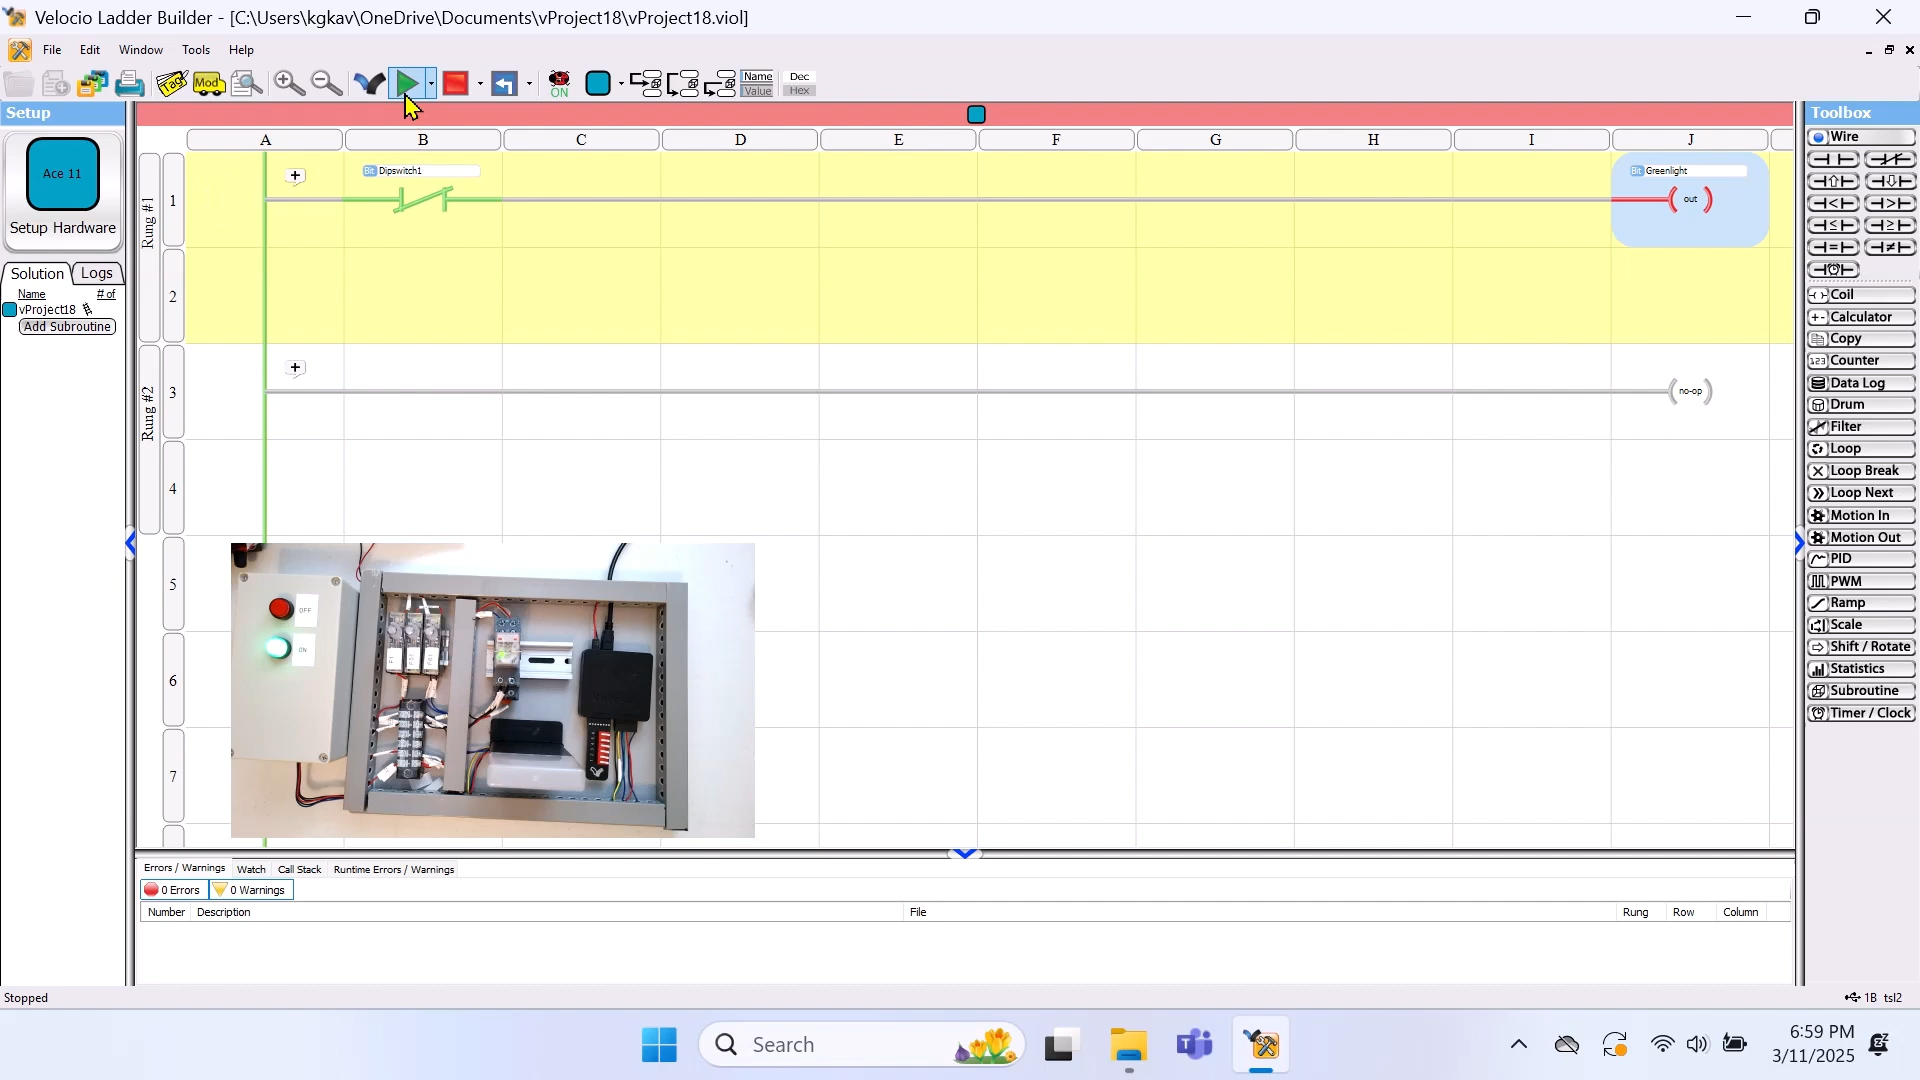 Velocio Ladder Builder - [C:\Users\kgkav\OneDrive\Documents\vProject18\vProject18.viol]
File Edit Window Tools Help
Tag Mod ON Name Value Dec Hex
Setup
Ace 11
Setup Hardware
Solution Logs
Name # of
vProject18
Add Subroutine
A B C D E F G H I J
Rung #1
1
Bit Dipswitch1
Bit Greenlight
out
2
Rung #2
3
no-op
4
5
6
7
OFF
ON
Toolbox
Wire
Coil
Calculator
Copy
123 Counter
Data Log
Drum
Filter
Loop
Loop Break
Loop Next
Motion In
Motion Out
PID
PWM
Ramp
Scale
Shift / Rotate
Statistics
Subroutine
Timer / Clock
Errors / Warnings Watch Call Stack Runtime Errors / Warnings
0 Errors 0 Warnings
Number Description File Rung Row Column
Stopped
1B tsl2
Search
6:59 PM
3/11/2025